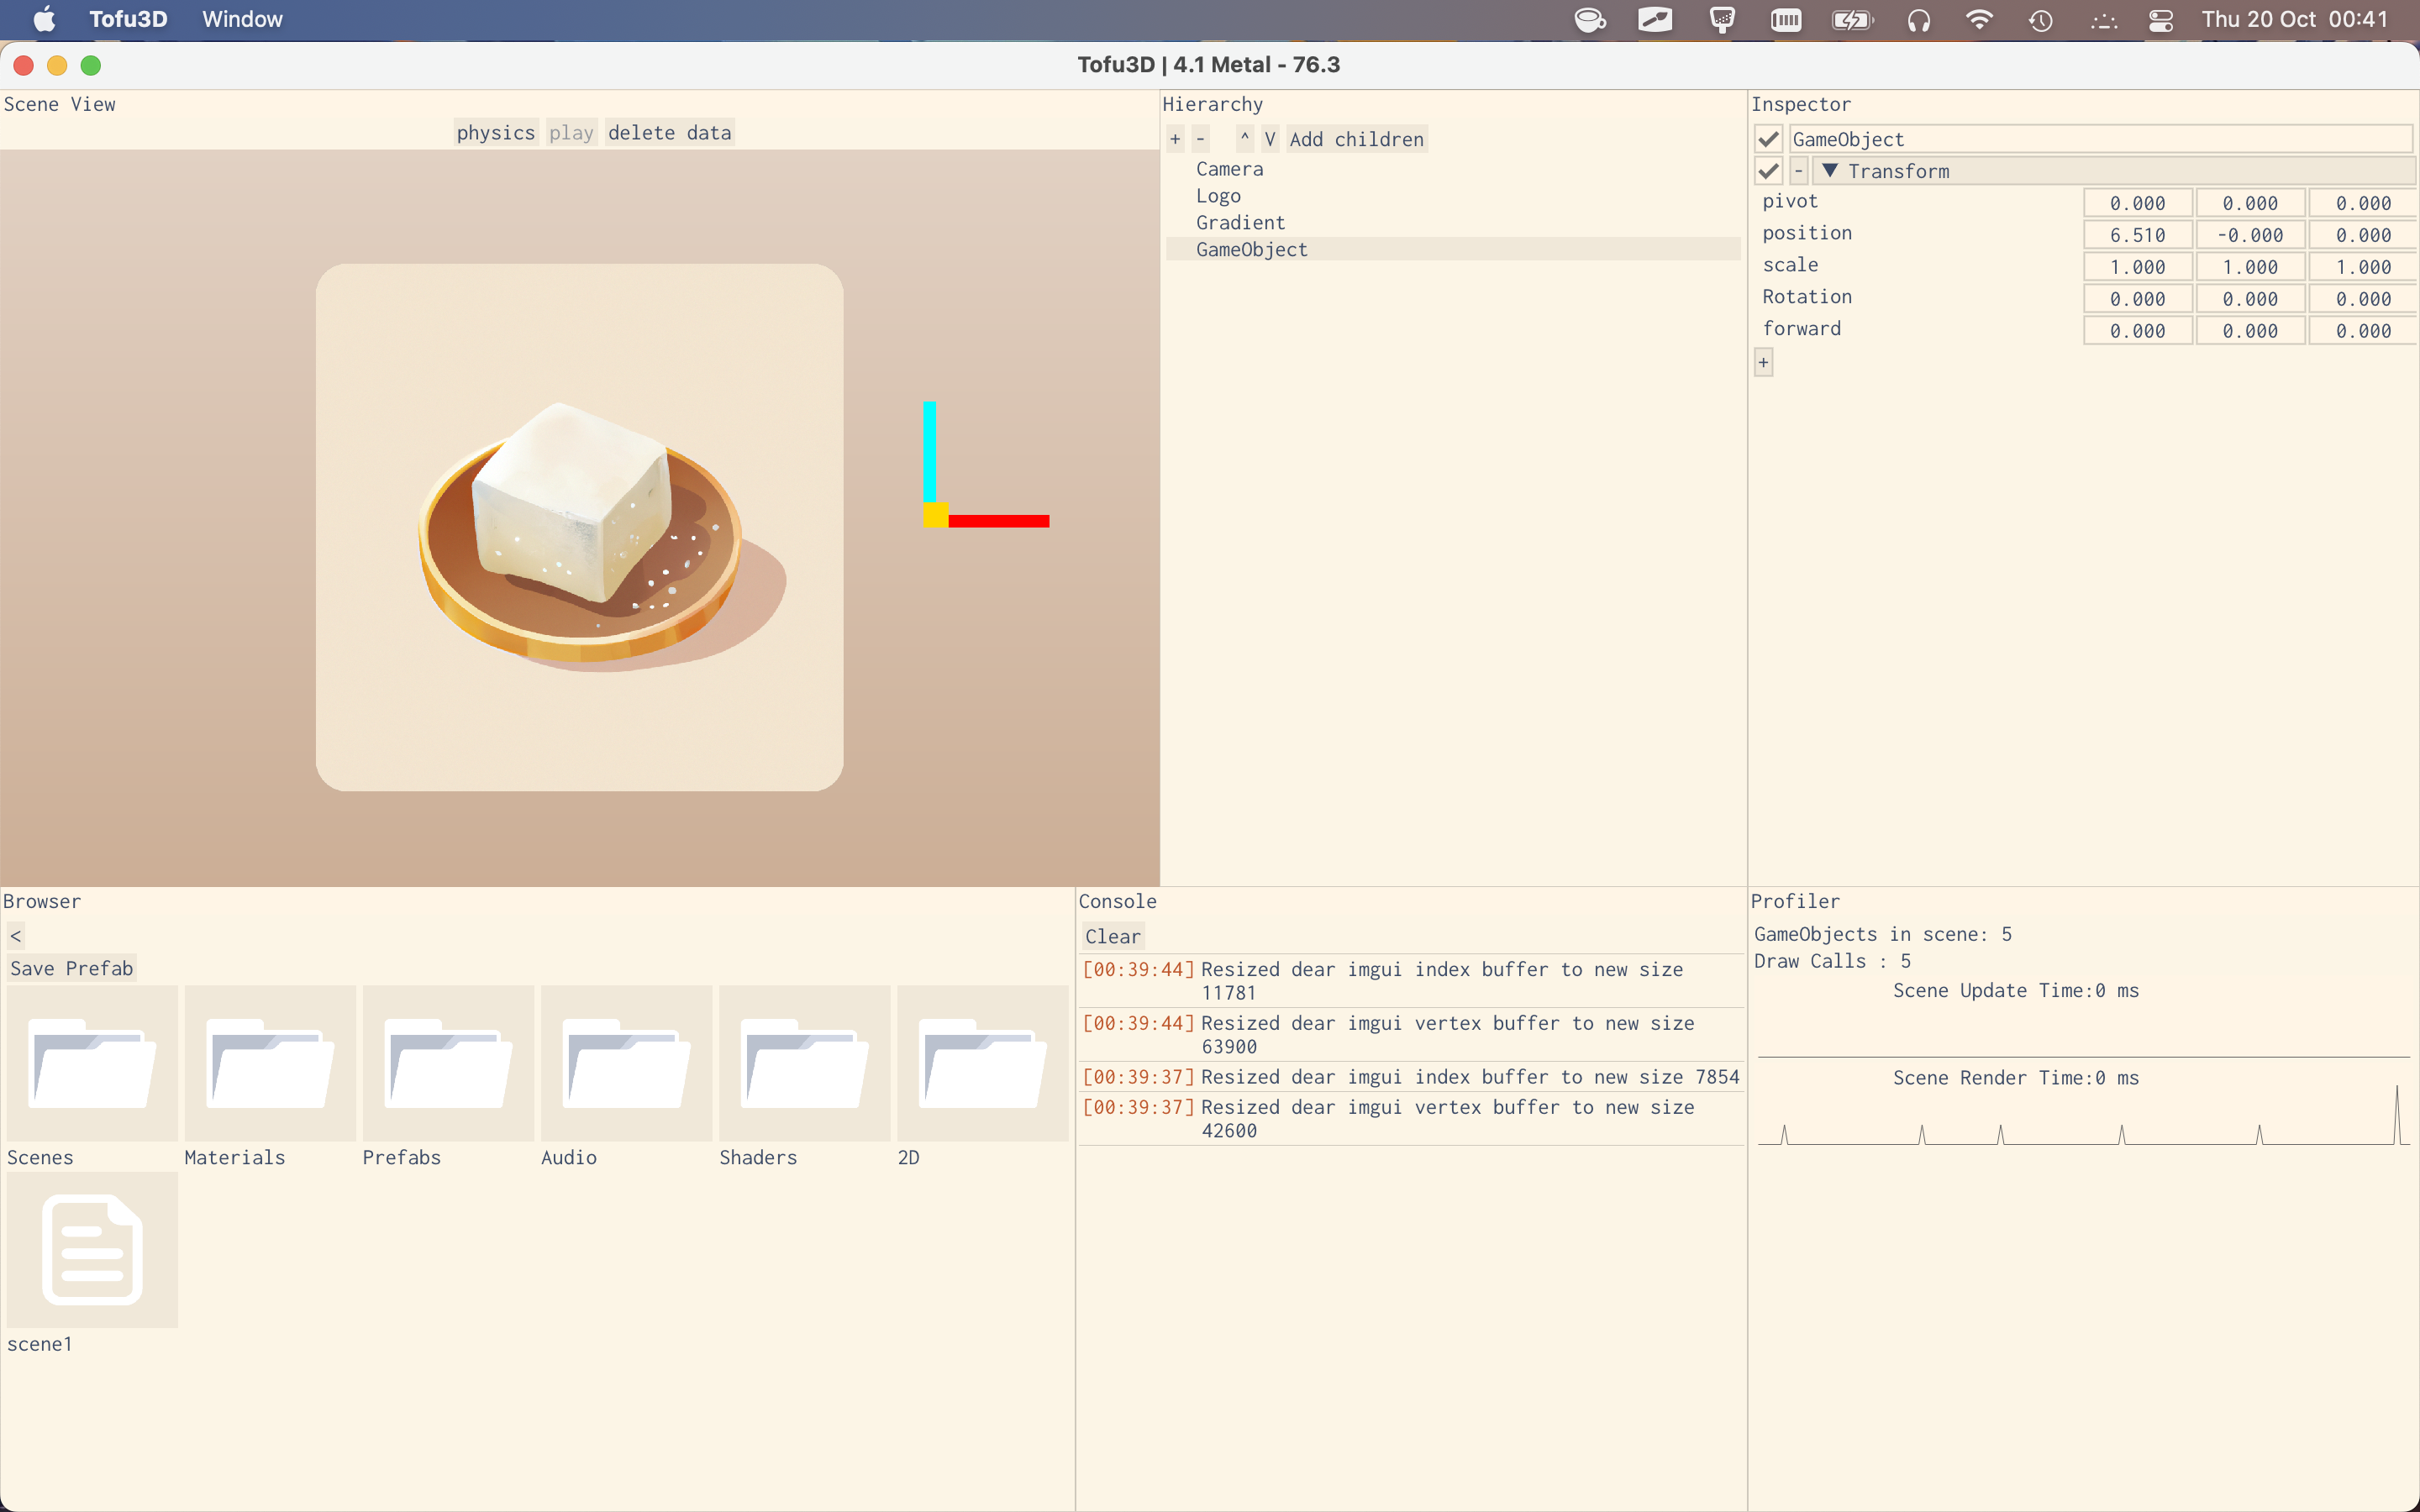 Tofu3D Window Thu 20 Oct 00:41
Tofu3D | 4.1 Metal - 76.3
Scene View
physics play delete data
Hierarchy
+ - ^ V Add children
Camera
Logo
Gradient
GameObject
Inspector
GameObject
- ▼ Transform
pivot 0.000 0.000 0.000
position 6.510 -0.000 0.000
scale 1.000 1.000 1.000
Rotation 0.000 0.000 0.000
forward 0.000 0.000 0.000
+
Browser
<
Save Prefab
Scenes Materials Prefabs Audio Shaders 2D
scene1
Console
Clear
[00:39:44] Resized dear imgui index buffer to new size
11781
[00:39:44] Resized dear imgui vertex buffer to new size
63900
[00:39:37] Resized dear imgui index buffer to new size 7854
[00:39:37] Resized dear imgui vertex buffer to new size
42600
Profiler
GameObjects in scene: 5
Draw Calls : 5
Scene Update Time:0 ms
Scene Render Time:0 ms